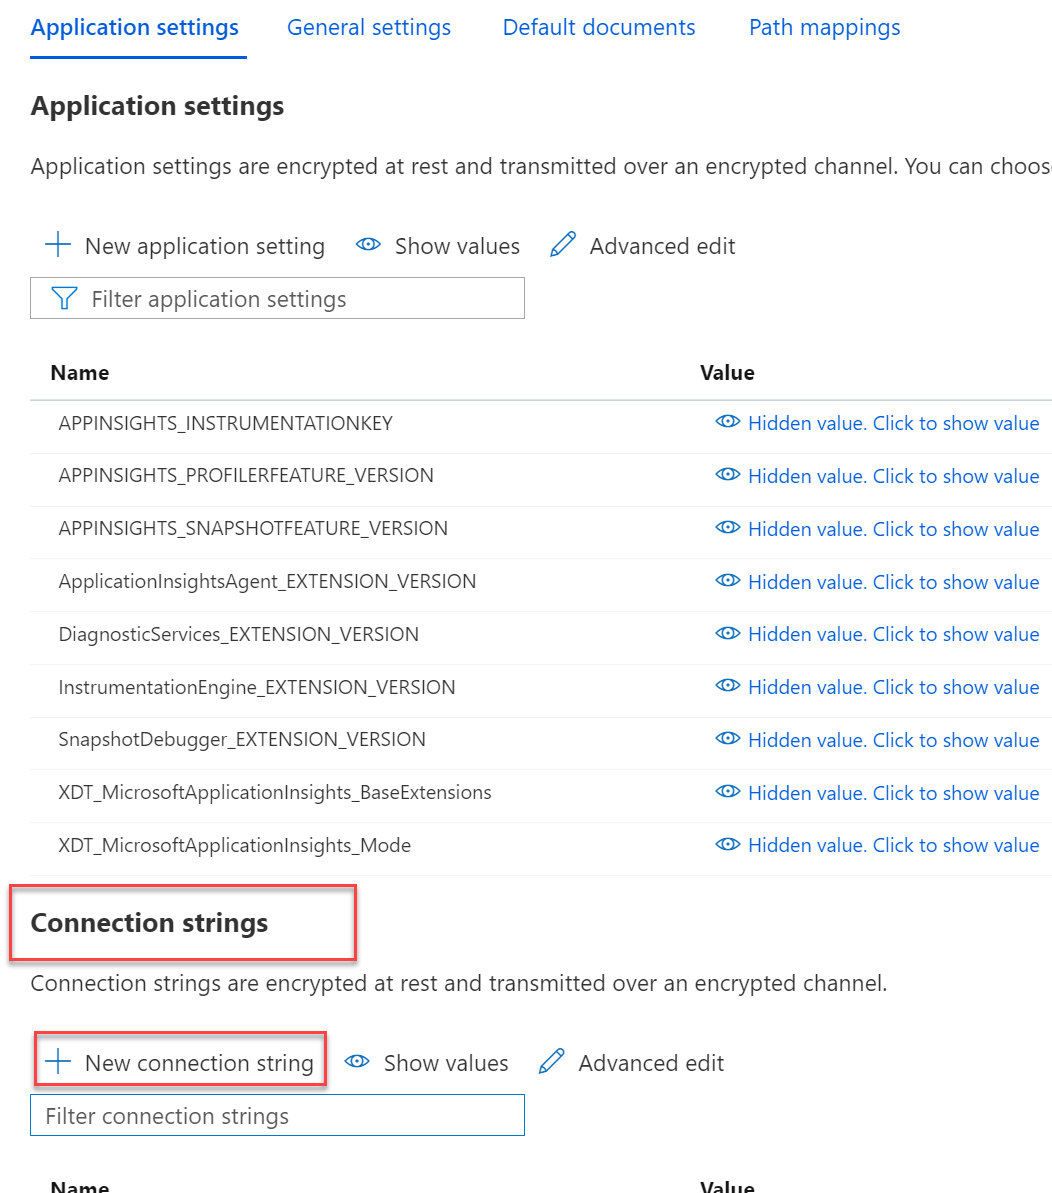 Application settings General settings Default documents Path mappings
Application settings
Application settings are encrypted at rest and transmitted over an encrypted channel. You can choose
New application setting Show values Advanced edit
Filter application settings
Name Value
APPINSIGHTS_INSTRUMENTATIONKEY Hidden value. Click to show value
APPINSIGHTS_PROFILERFEATURE_VERSION Hidden value. Click to show value
APPINSIGHTS_SNAPSHOTFEATURE_VERSION Hidden value. Click to show value
ApplicationInsightsAgent_EXTENSION_VERSION Hidden value. Click to show value
DiagnosticServices_EXTENSION_VERSION Hidden value. Click to show value
InstrumentationEngine_EXTENSION_VERSION Hidden value. Click to show value
SnapshotDebugger_EXTENSION_VERSION Hidden value. Click to show value
XDT_MicrosoftApplicationInsights_BaseExtensions Hidden value. Click to show value
XDT_MicrosoftApplicationInsights_Mode Hidden value. Click to show value
Connection strings
Connection strings are encrypted at rest and transmitted over an encrypted channel.
New connection string Show values Advanced edit
Filter connection strings
Name Value